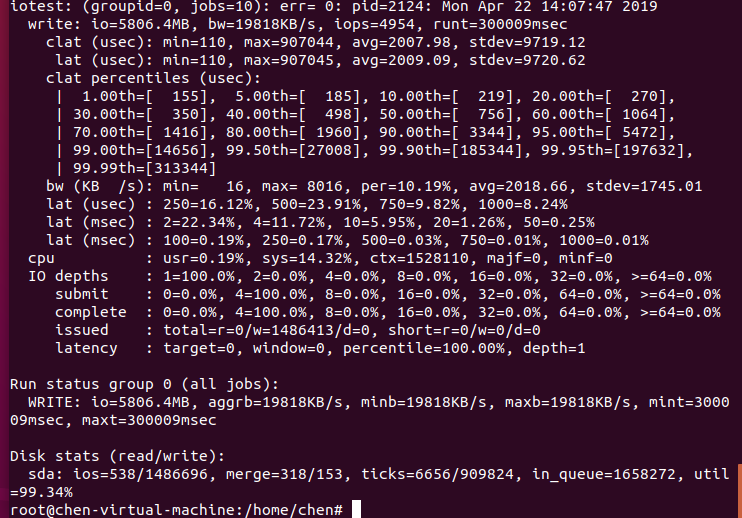 iotest: (groupid=0, jobs=10): err= 0: pid=2124: Mon Apr 22 14:07:47 2019
  write: io=5806.4MB, bw=19818KB/s, iops=4954, runt=300009msec
    clat (usec): min=110, max=907044, avg=2007.98, stdev=9719.12
     lat (usec): min=110, max=907045, avg=2009.09, stdev=9720.62
    clat percentiles (usec):
     |  1.00th=[  155],  5.00th=[  185], 10.00th=[  219], 20.00th=[  270],
     | 30.00th=[  350], 40.00th=[  498], 50.00th=[  756], 60.00th=[ 1064],
     | 70.00th=[ 1416], 80.00th=[ 1960], 90.00th=[ 3344], 95.00th=[ 5472],
     | 99.00th=[14656], 99.50th=[27008], 99.90th=[185344], 99.95th=[197632],
     | 99.99th=[313344]
    bw (KB  /s): min=   16, max= 8016, per=10.19%, avg=2018.66, stdev=1745.01
    lat (usec) : 250=16.12%, 500=23.91%, 750=9.82%, 1000=8.24%
    lat (msec) : 2=22.34%, 4=11.72%, 10=5.95%, 20=1.26%, 50=0.25%
    lat (msec) : 100=0.19%, 250=0.17%, 500=0.03%, 750=0.01%, 1000=0.01%
  cpu          : usr=0.19%, sys=14.32%, ctx=1528110, majf=0, minf=0
  IO depths    : 1=100.0%, 2=0.0%, 4=0.0%, 8=0.0%, 16=0.0%, 32=0.0%, >=64=0.0%
     submit    : 0=0.0%, 4=100.0%, 8=0.0%, 16=0.0%, 32=0.0%, 64=0.0%, >=64=0.0%
     complete  : 0=0.0%, 4=100.0%, 8=0.0%, 16=0.0%, 32=0.0%, 64=0.0%, >=64=0.0%
     issued    : total=r=0/w=1486413/d=0, short=r=0/w=0/d=0
     latency   : target=0, window=0, percentile=100.00%, depth=1

Run status group 0 (all jobs):
  WRITE: io=5806.4MB, aggrb=19818KB/s, minb=19818KB/s, maxb=19818KB/s, mint=3000
09msec, maxt=300009msec

Disk stats (read/write):
  sda: ios=538/1486696, merge=318/153, ticks=6656/909824, in_queue=1658272, util
=99.34%
root@chen-virtual-machine:/home/chen#